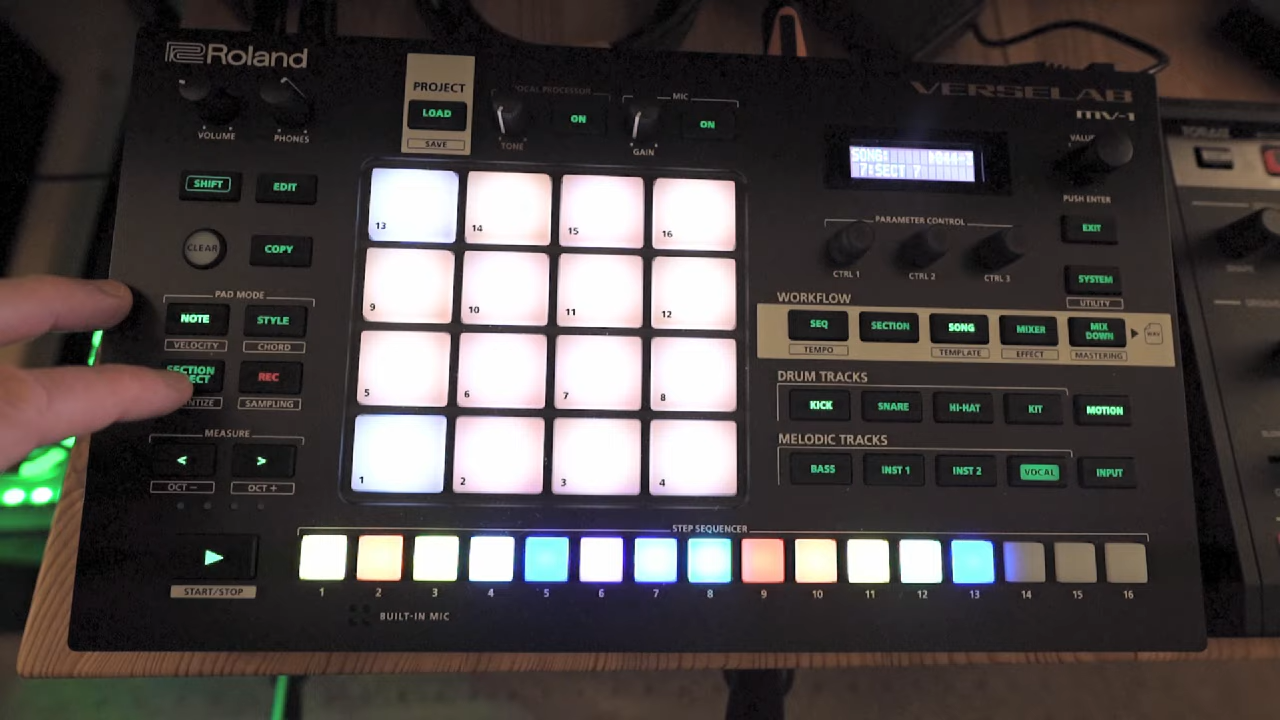 Roland
VERSELAB
MV-1
PROJECT
LOAD
SAVE
VOCAL PROCESSOR
TONE
ON
MIC
GAIN
ON
VOLUME
PHONES
SHIFT
EDIT
CLEAR
COPY
PAD MODE
NOTE
STYLE
VELOCITY
CHORD
REC
SAMPLING
MEASURE
<
>
OCT −
OCT +
START/STOP
13
14
15
16
9
10
11
12
5
6
7
8
1
2
3
4
SONG:
7:SECT 7
PUSH ENTER
EXIT
SYSTEM
UTILITY
PARAMETER CONTROL
CTRL 1
CTRL 2
CTRL 3
WORKFLOW
SEQ
SECTION
SONG
MIXER
MIX
DOWN
TEMPO
TEMPLATE
EFFECT
MASTERING
DRUM TRACKS
KICK
SNARE
HI-HAT
KIT
MOTION
MELODIC TRACKS
BASS
INST 1
INST 2
VOCAL
INPUT
STEP SEQUENCER
1 2 3 4 5 6 7 8 9 10 11 12 13 14 15 16
BUILT-IN MIC